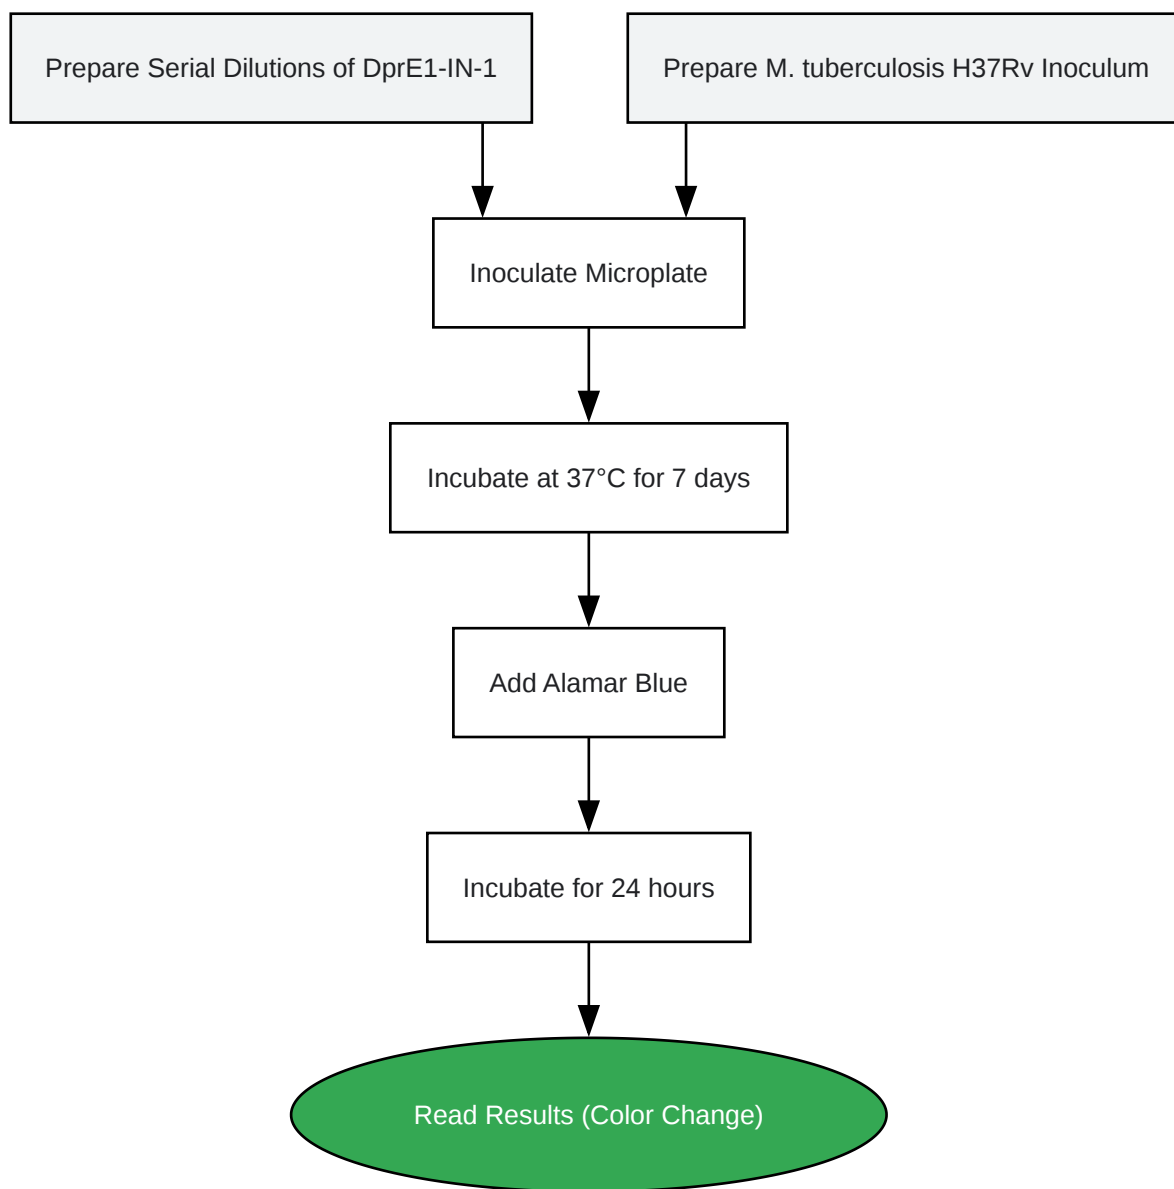 Prepare Serial Dilutions of DprE1-IN-1
Prepare M. tuberculosis H37Rv Inoculum
Inoculate Microplate
Incubate at 37°C for 7 days
Add Alamar Blue
Incubate for 24 hours
Read Results (Color Change)